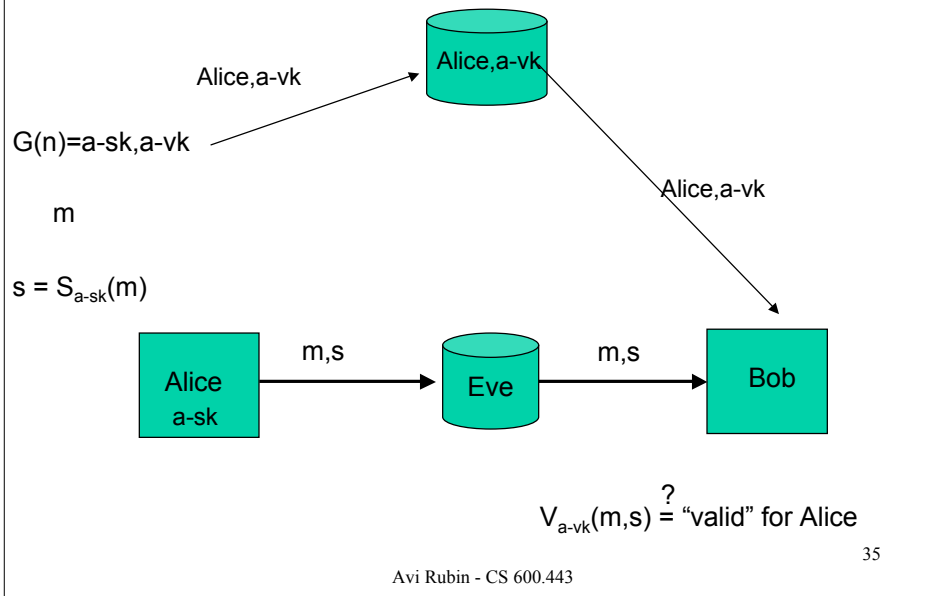 Alice,a-vk
Alice,a-vk
G(n)=a-sk,a-vk
Alice,a-vk
m
s = Sa-sk(m)
m,s
m,s
Alice
a-sk
Eve
Bob
?
Va-vk(m,s) = “valid” for Alice
35
Avi Rubin - CS 600.443